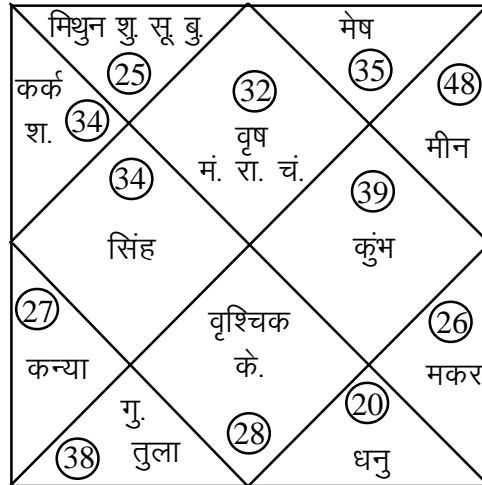 मिथुन शु. सू. बु.
25
मेष
35
कर्क
श. 34
32
वृष
मं. रा. चं.
48
मीन
34
सिंह
39
कुंभ
27
कन्या
वृश्चिक
के.
28
26
मकर
गु.
तुला
38
20
धनु